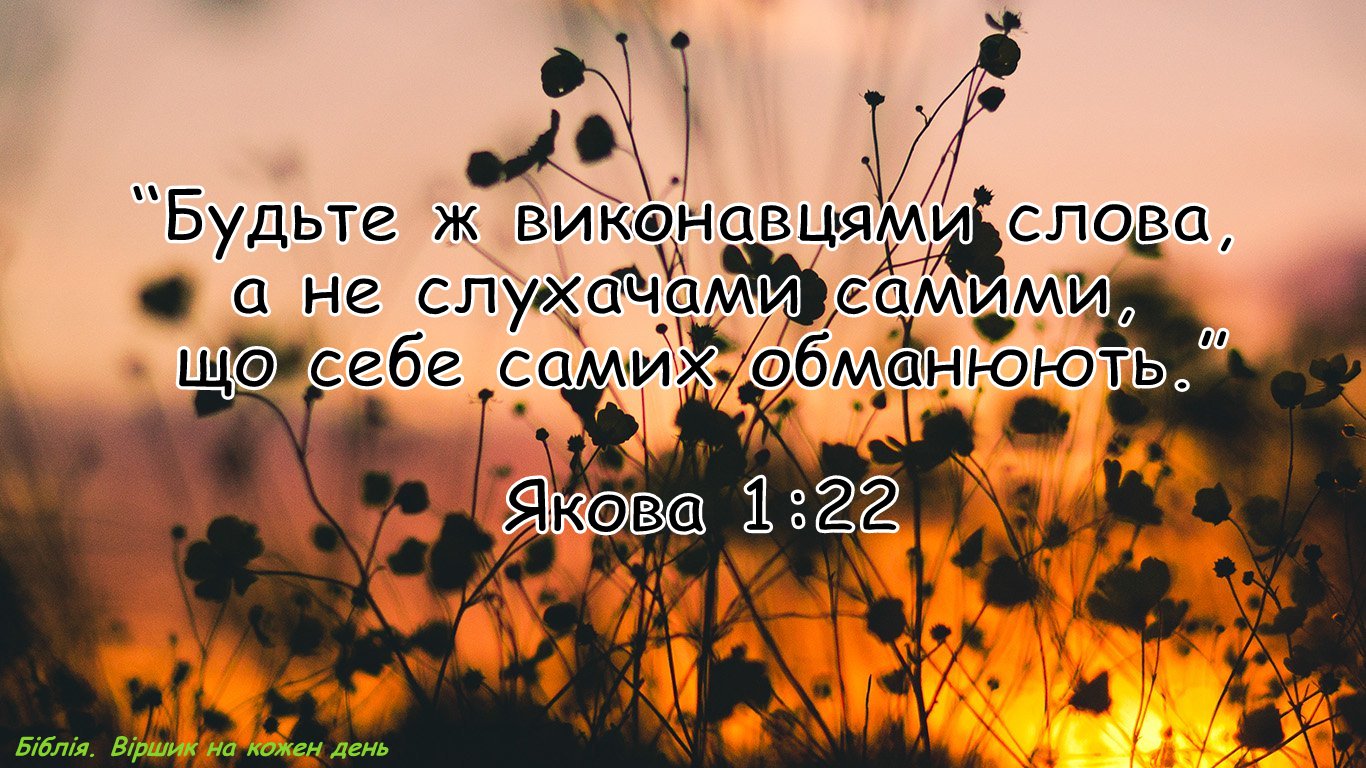 “Будьте ж виконавцями слова,
а не слухачами самими,
що себе самих обманюють.”
Якова 1:22
Біблія. Віршик на кожен день